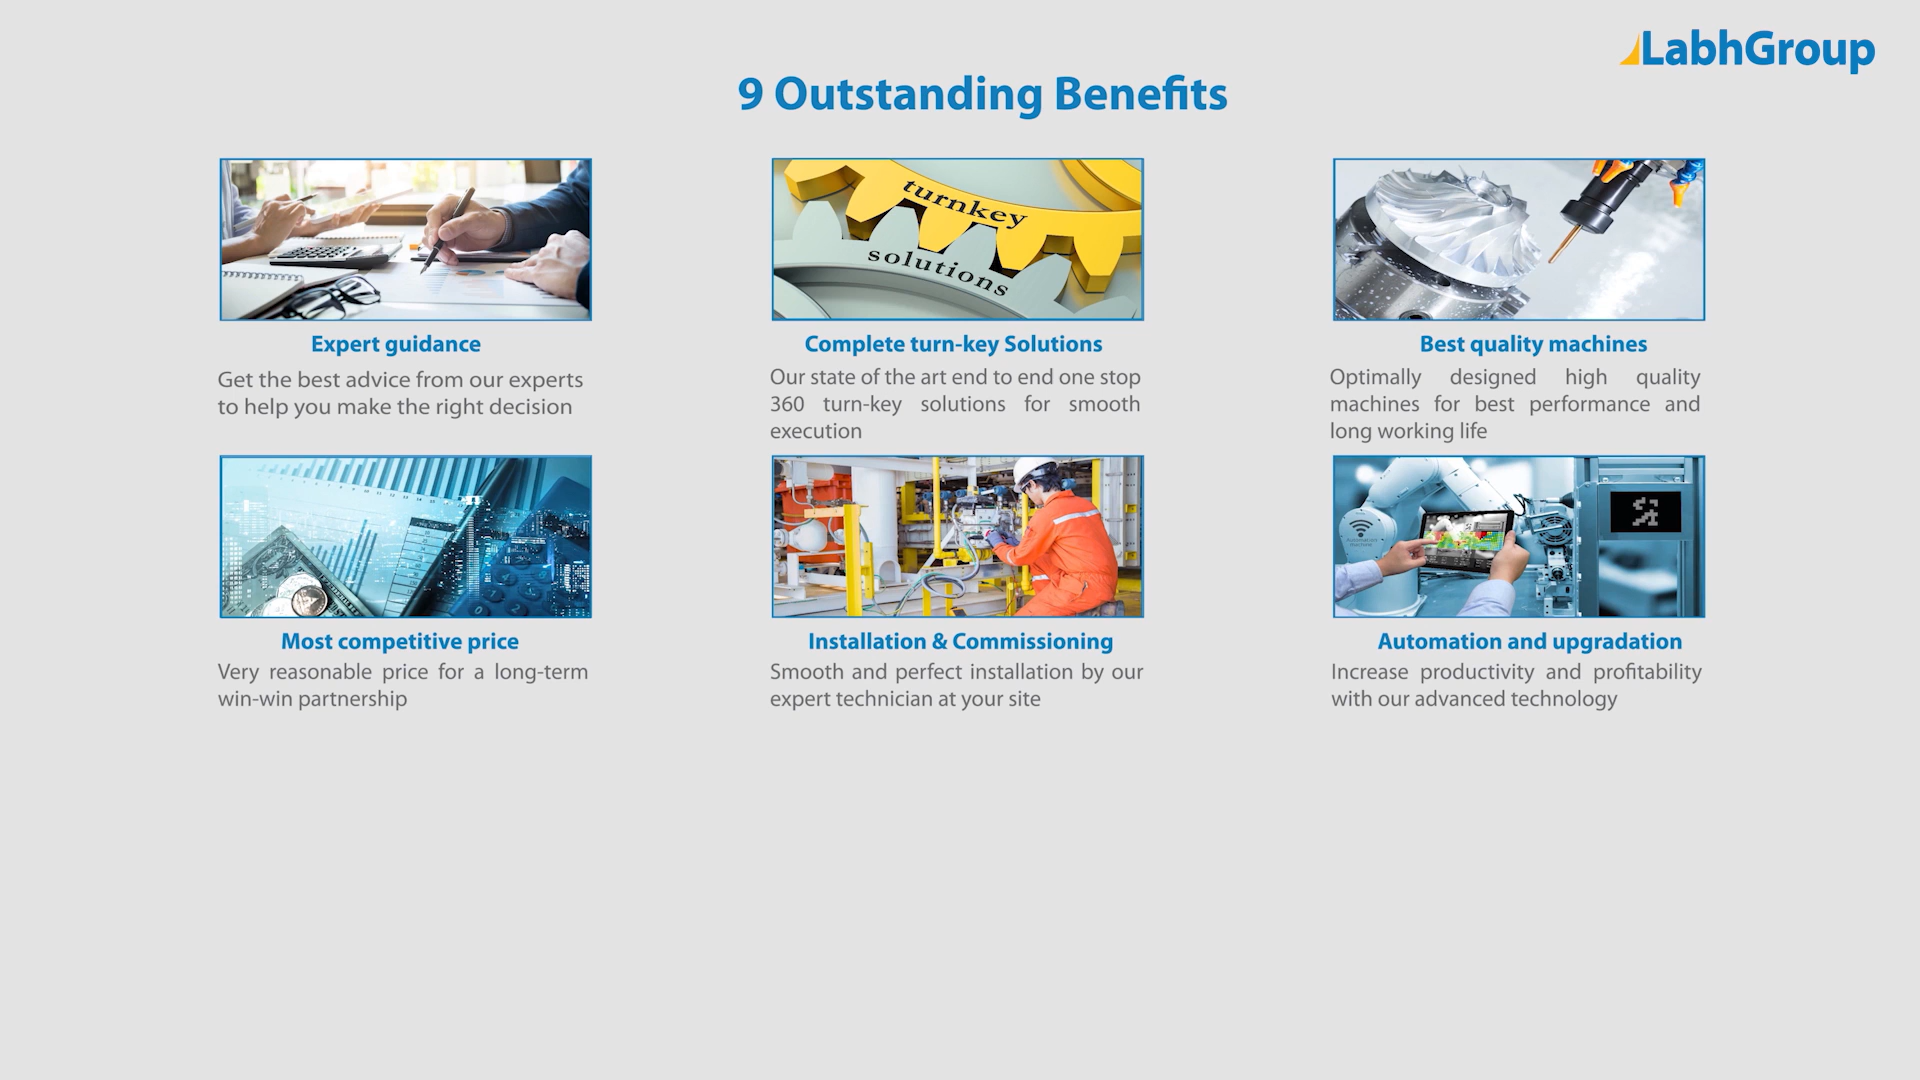 LabhGroup
9 Outstanding Benefits
turnkey
solutions
Expert guidance
Get the best advice from our experts
to help you make the right decision
Complete turn-key Solutions
Our state of the art end to end one stop
360 turn-key solutions for smooth
execution
Best quality machines
Optimally designed high quality
machines for best performance and
long working life
Most competitive price
Very reasonable price for a long-term
win-win partnership
Installation & Commissioning
Smooth and perfect installation by our
expert technician at your site
Automation and upgradation
Increase productivity and profitability
with our advanced technology